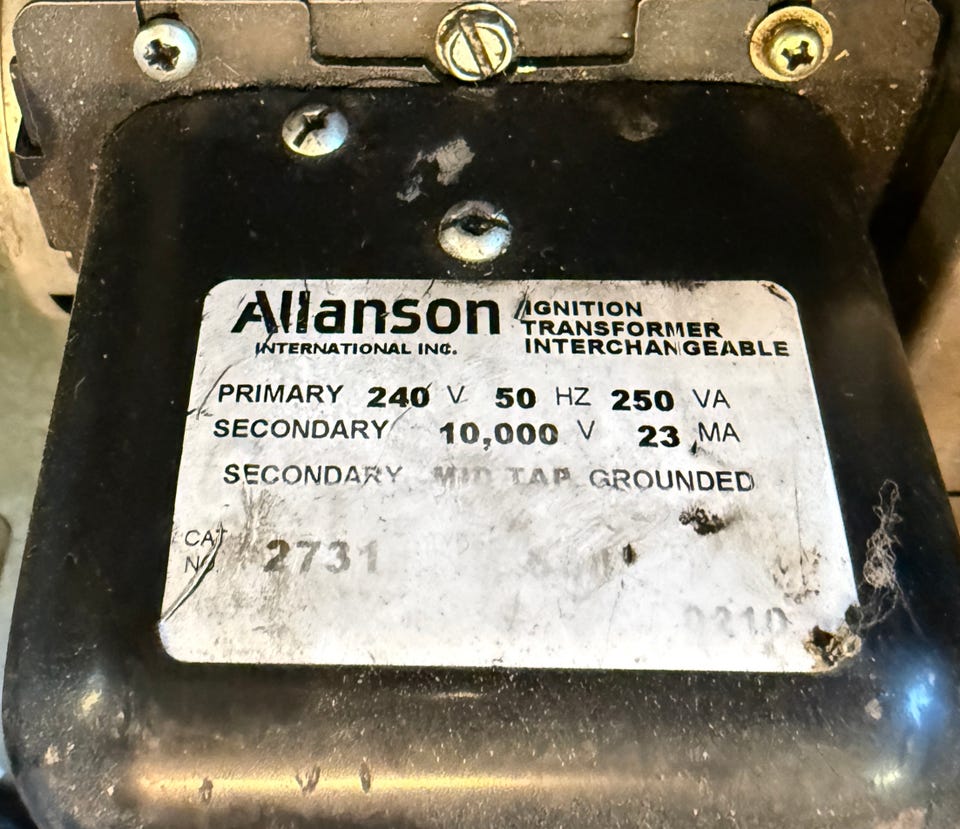 Allanson
INTERNATIONAL INC.
IGNITION
TRANSFORMER
INTERCHANGEABLE
PRIMARY 240 V 50 HZ 250 VA
SECONDARY 10,000 V 23 MA
SECONDARY MID TAP GROUNDED
CAT
NO. 2731
0210